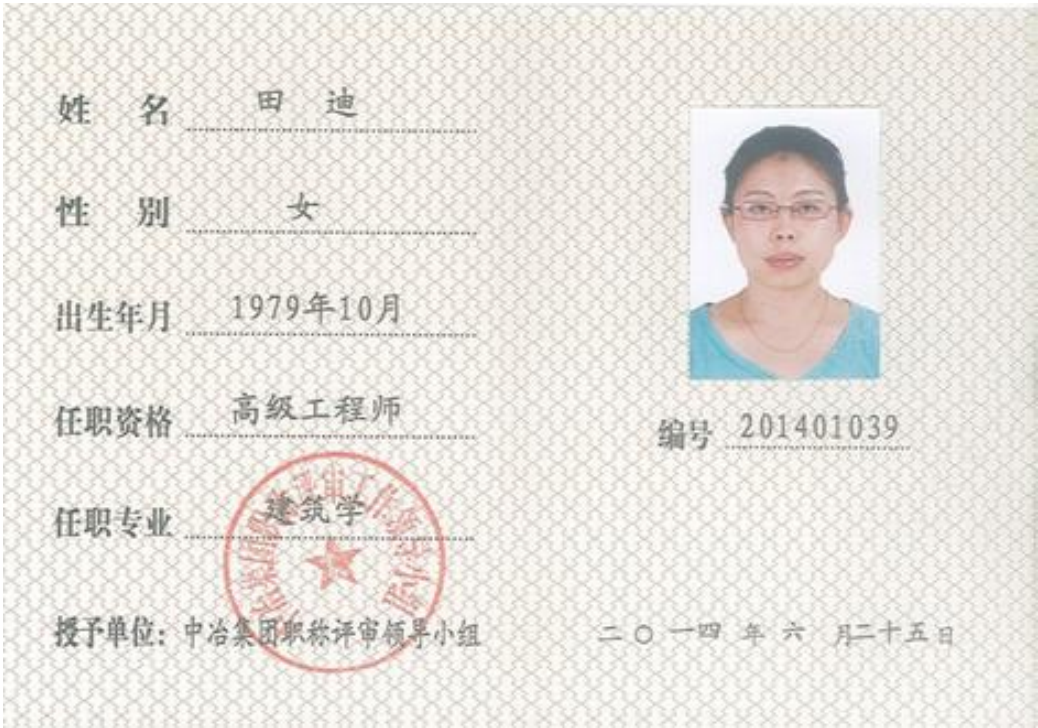 姓名 田迪
性别 女
出生年月 1979年10月
任职资格 高级工程师
编号 201401039
任职专业 建筑学
授予单位：中冶集团职称评审领导小组
二〇一四年六月二十五日